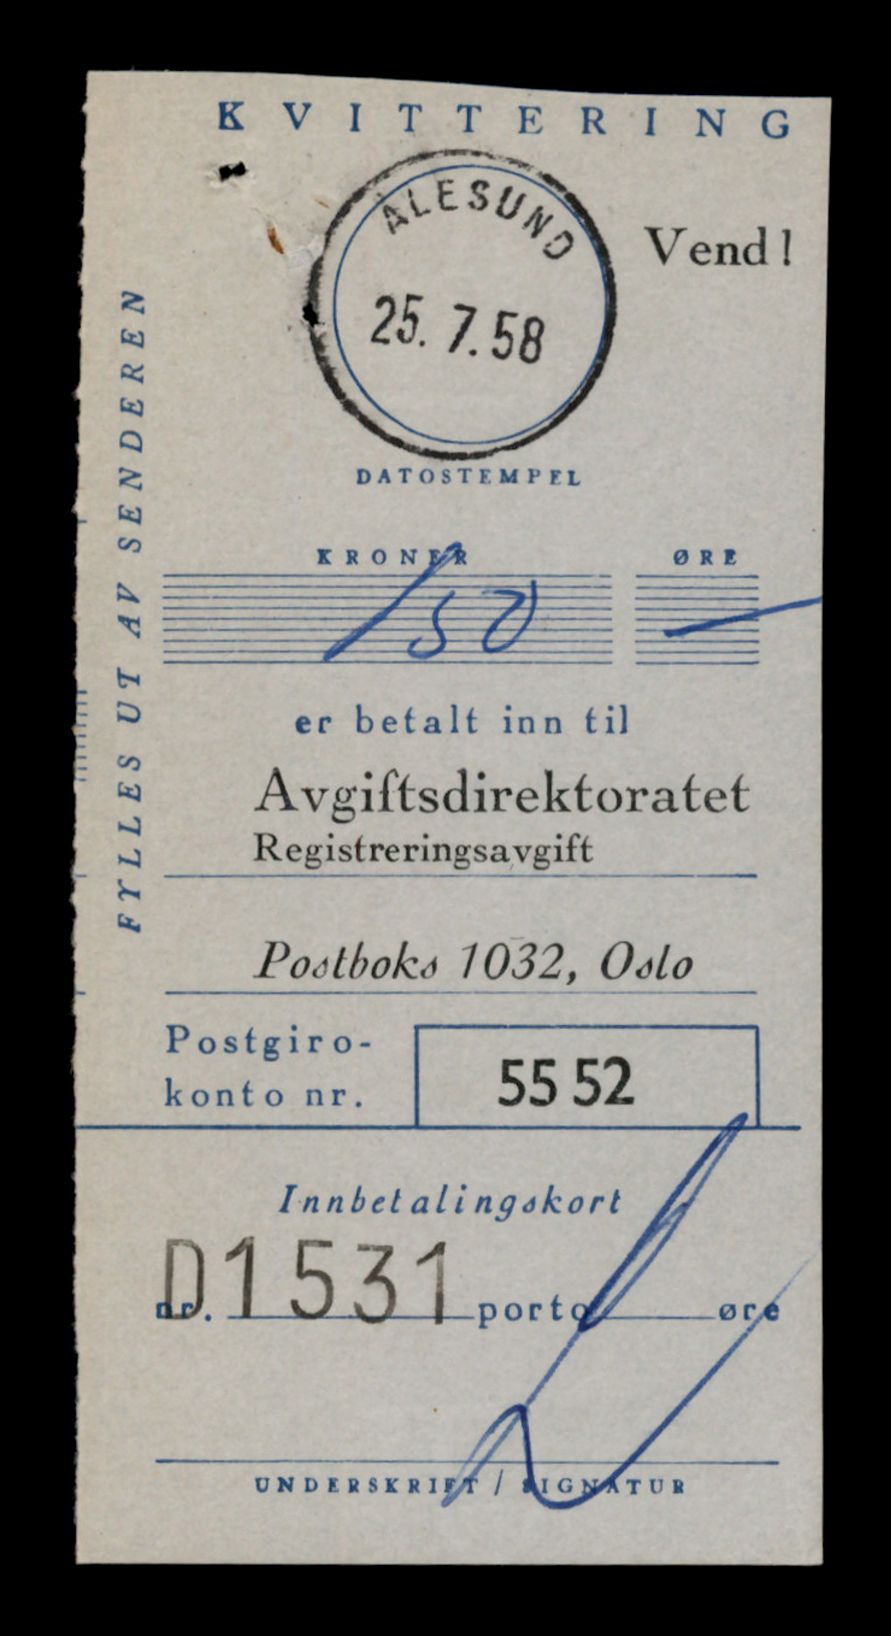 KVITTERING
ÅLESUND
Vend!
25. 7. 58
DATOSTEMPEL
FYLLES UT AV SENDEREN
KRONER ØRE
150 —
er betalt inn til
Avgiftsdirektoratet
Registreringsavgift
Postboks 1032, Oslo
Postgiro-
konto nr.
55 52
Innbetalingskort
nr. D1531 porto øre
UNDERSKRIFT / SIGNATUR